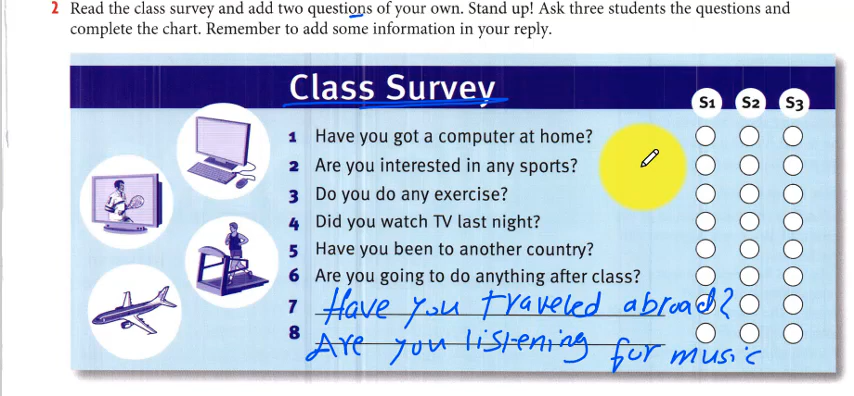 2 Read the class survey and add two questions of your own. Stand up! Ask three students the questions and
complete the chart. Remember to add some information in your reply.
Class Survey
S1 S2 S3
1 Have you got a computer at home?
2 Are you interested in any sports?
3 Do you do any exercise?
4 Did you watch TV last night?
5 Have you been to another country?
6 Are you going to do anything after class?
7 Have you traveled abroad?
8 Are you listening for music